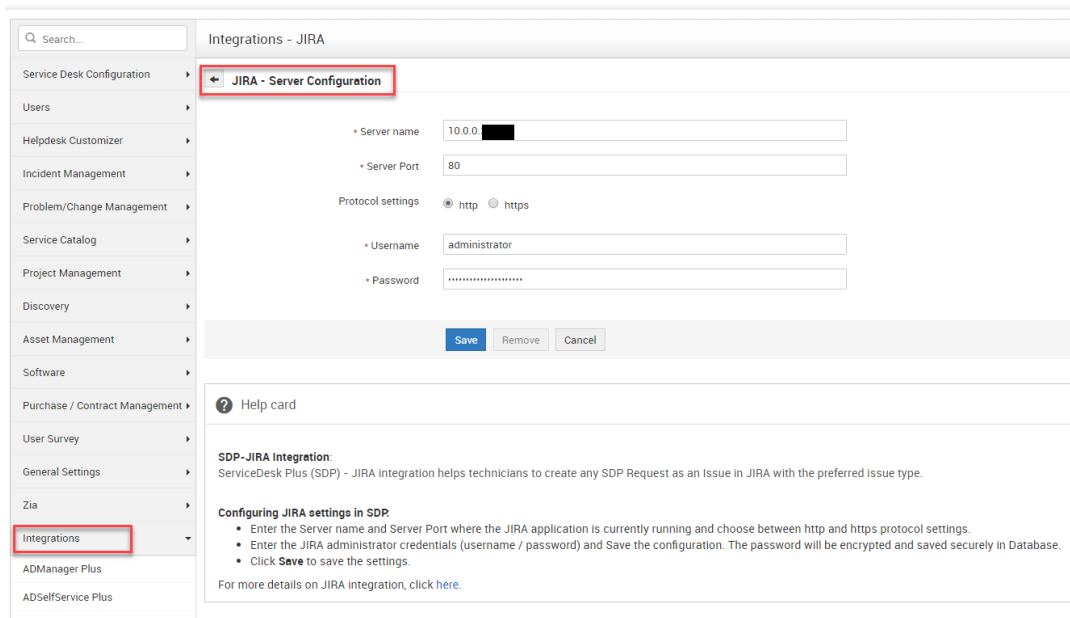 Search...
Service Desk Configuration
Users
Helpdesk Customizer
Incident Management
Problem/Change Management
Service Catalog
Project Management
Discovery
Asset Management
Software
Purchase / Contract Management
User Survey
General Settings
Zia
Integrations
ADManager Plus
ADSelfService Plus
Integrations - JIRA
JIRA - Server Configuration
* Server name 10.0.0.
* Server Port 80
Protocol settings http https
* Username administrator
* Password ·····················
Save Remove Cancel
? Help card
SDP-JIRA Integration:
ServiceDesk Plus (SDP) - JIRA integration helps technicians to create any SDP Request as an Issue in JIRA with the preferred issue type.
Configuring JIRA settings in SDP:
• Enter the Server name and Server Port where the JIRA application is currently running and choose between http and https protocol settings.
• Enter the JIRA administrator credentials (username / password) and Save the configuration. The password will be encrypted and saved securely in Database.
• Click Save to save the settings.
For more details on JIRA integration, click here.